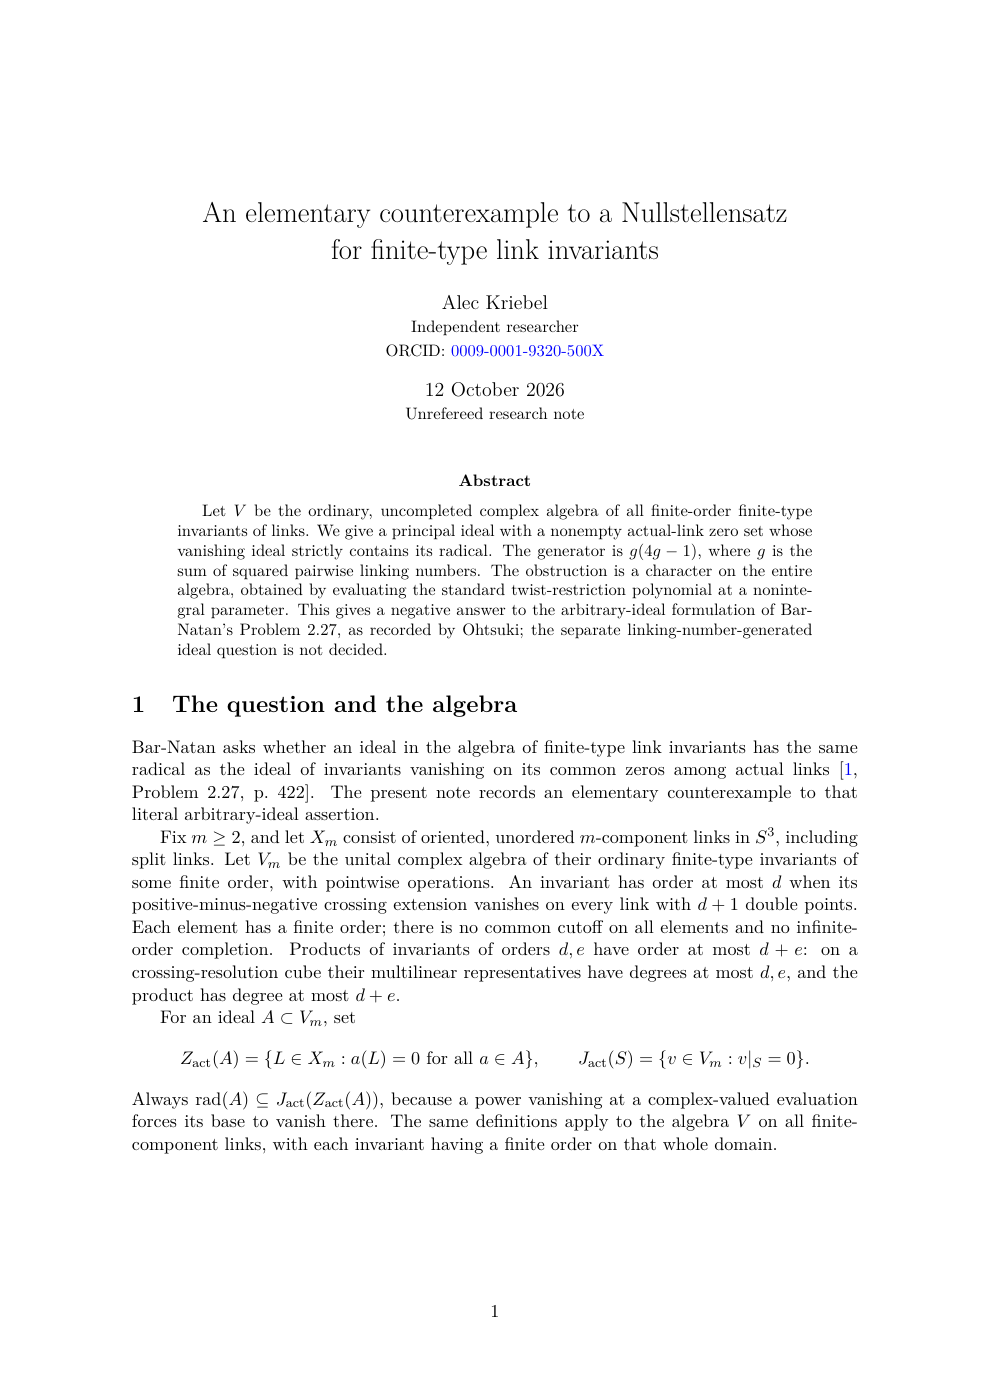 An elementary counterexample to a Nullstellensatz
for finite-type link invariants
Alec Kriebel
Independent researcher
ORCID: 0009-0001-9320-500X
12 October 2026
Unrefereed research note
Abstract
Let V be the ordinary, uncompleted complex algebra of all finite-order finite-type
invariants of links. We give a principal ideal with a nonempty actual-link zero set whose
vanishing ideal strictly contains its radical. The generator is g(4g − 1), where g is the
sum of squared pairwise linking numbers. The obstruction is a character on the entire
algebra, obtained by evaluating the standard twist-restriction polynomial at a noninte-
gral parameter. This gives a negative answer to the arbitrary-ideal formulation of Bar-
Natan's Problem 2.27, as recorded by Ohtsuki; the separate linking-number-generated
ideal question is not decided.
1 The question and the algebra
Bar-Natan asks whether an ideal in the algebra of finite-type link invariants has the same
radical as the ideal of invariants vanishing on its common zeros among actual links [1,
Problem 2.27, p. 422]. The present note records an elementary counterexample to that
literal arbitrary-ideal assertion.
Fix m ≥ 2, and let Xₘ consist of oriented, unordered m-component links in S³, including
split links. Let Vₘ be the unital complex algebra of their ordinary finite-type invariants of
some finite order, with pointwise operations. An invariant has order at most d when its
positive-minus-negative crossing extension vanishes on every link with d + 1 double points.
Each element has a finite order; there is no common cutoff on all elements and no infinite-
order completion. Products of invariants of orders d, e have order at most d + e: on a
crossing-resolution cube their multilinear representatives have degrees at most d, e, and the
product has degree at most d + e.
For an ideal A ⊂ Vₘ, set
Z_act(A) = {L ∈ Xₘ : a(L) = 0 for all a ∈ A}, J_act(S) = {v ∈ Vₘ : v|_S = 0}.
Always rad(A) ⊆ J_act(Z_act(A)), because a power vanishing at a complex-valued evaluation
forces its base to vanish there. The same definitions apply to the algebra V on all finite-
component links, with each invariant having a finite order on that whole domain.
1